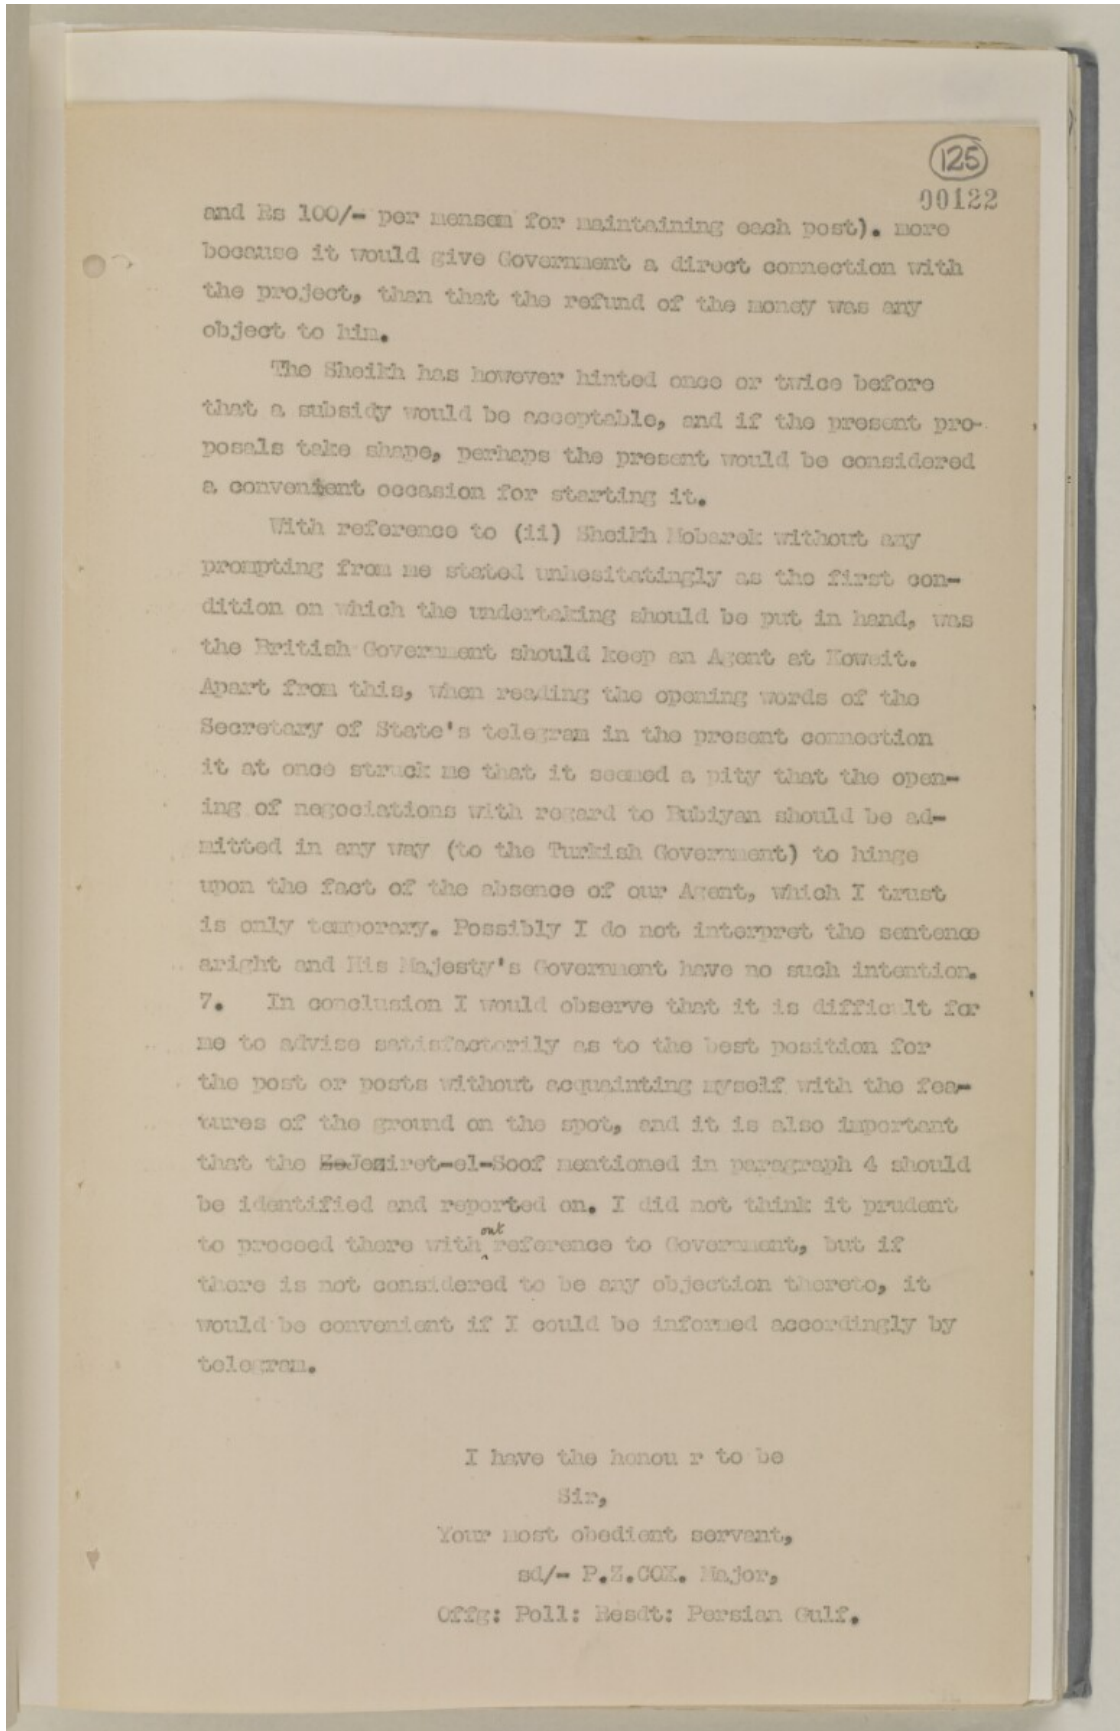 125
00122
and Rs 100/- per mensem for maintaining each post). more
because it would give Government a direct connection with
the project, than that the refund of the money was any
object to him.
The Sheikh has however hinted once or twice before
that a subsidy would be acceptable, and if the present pro-
posals take shape, perhaps the present would be considered
a convenient occasion for starting it.
With reference to (ii) Sheikh Mobarek without any
prompting from me stated unhesitatingly as the first con-
dition on which the undertaking should be put in hand, was
the British Government should keep an Agent at Koweit.
Apart from this, when reading the opening words of the
Secretary of State's telegram in the present connection
it at once struck me that it seemed a pity that the open-
ing of negociations with regard to Bubiyan should be ad-
mitted in any way (to the Turkish Government) to hinge
upon the fact of the absence of our Agent, which I trust
is only temporary. Possibly I do not interpret the sentence
aright and His Majesty's Government have no such intention.
7. In conclusion I would observe that it is difficult for
me to advise satisfactorily as to the best position for
the post or posts without acquainting myself with the fea-
tures of the ground on the spot, and it is also important
that the Jeziret-el-Soof mentioned in paragraph 4 should
be identified and reported on. I did not think it prudent
to proceed there without reference to Government, but if
there is not considered to be any objection thereto, it
would be convenient if I could be informed accordingly by
telegram.
I have the honou r to be
Sir,
Your most obedient servant,
sd/- P.Z.COX. Major,
Offg: Poll: Resdt: Persian Gulf.